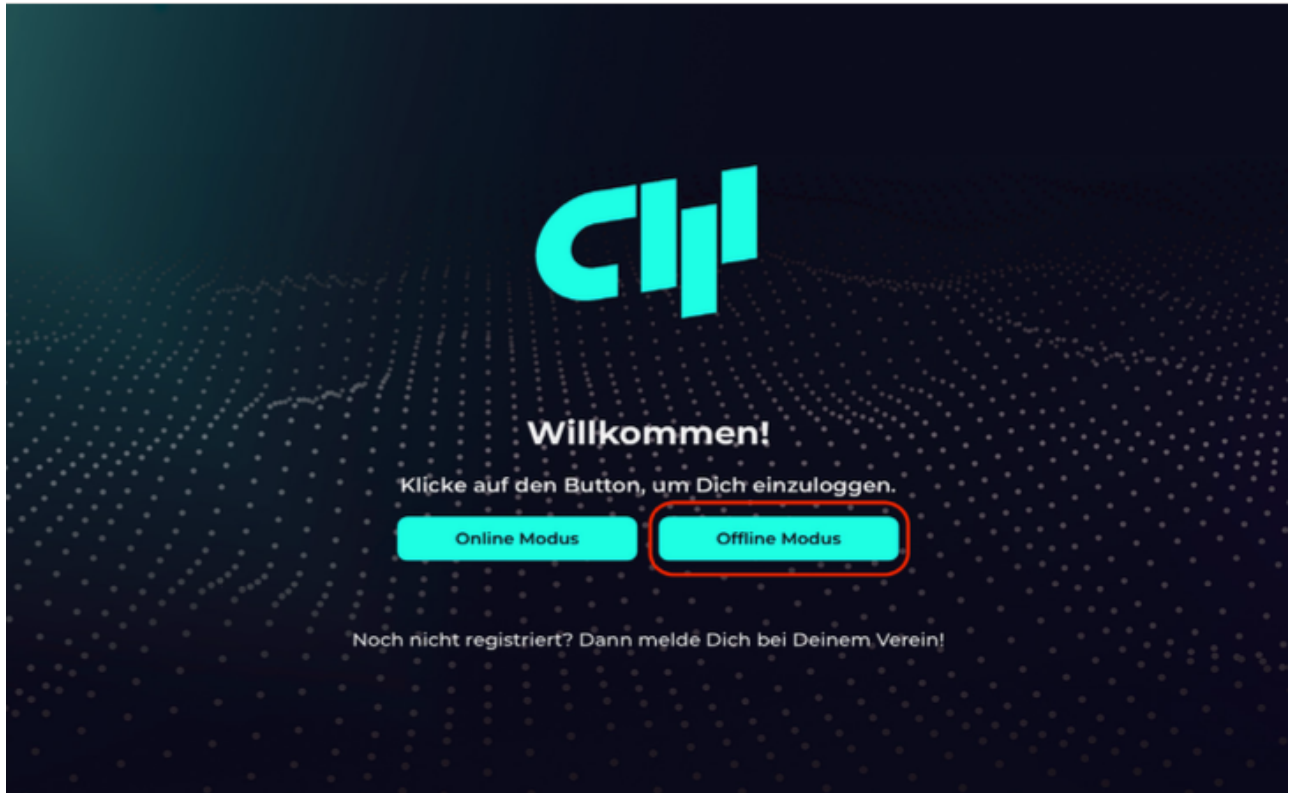 Willkommen!
Klicke auf den Button, um Dich einzuloggen.
Online Modus
Offline Modus
Noch nicht registriert? Dann melde Dich bei Deinem Verein!